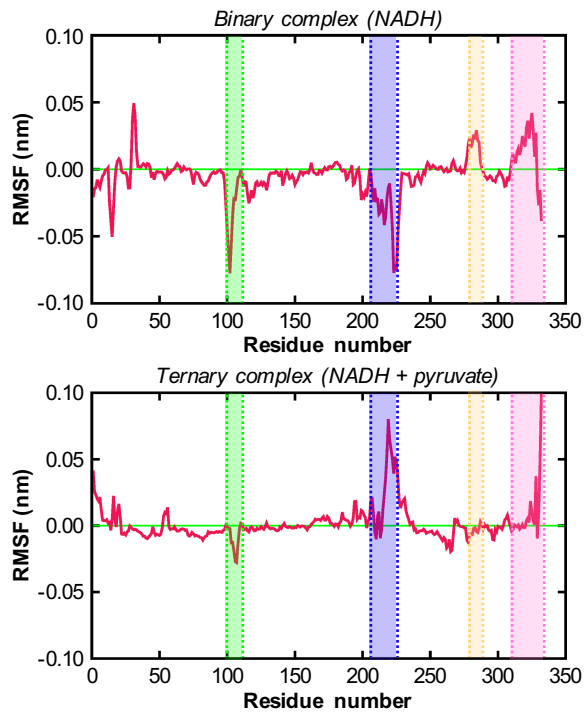 Binary complex (NADH)
0.10
0.05
0.00
-0.05
-0.10
RMSF (nm)
0 50 100 150 200 250 300 350
Residue number
Ternary complex (NADH + pyruvate)
0.10
0.05
0.00
-0.05
-0.10
RMSF (nm)
0 50 100 150 200 250 300 350
Residue number